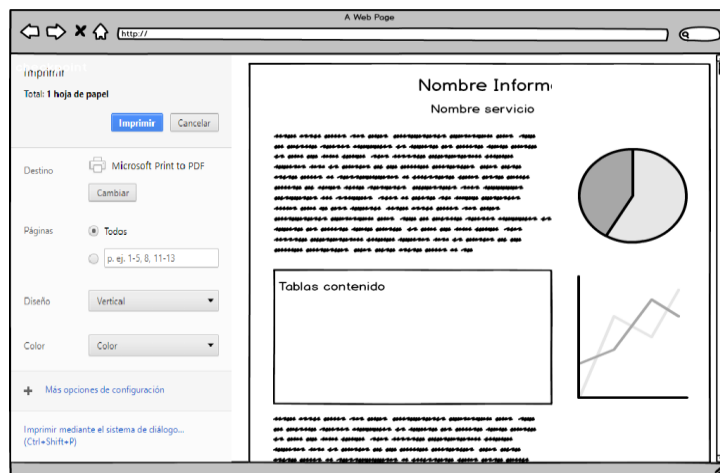 A Web Page
http://
Imprimir
Total: 1 hoja de papel
Imprimir
Cancelar
Destino
Microsoft Print to PDF
Cambiar
Páginas
Todos
p. ej. 1-5, 8, 11-13
Diseño
Vertical
Color
Color
Más opciones de configuración
Imprimir mediante el sistema de diálogo...
(Ctrl+Shift+P)
Nombre Inform
Nombre servicio
Tablas contenido